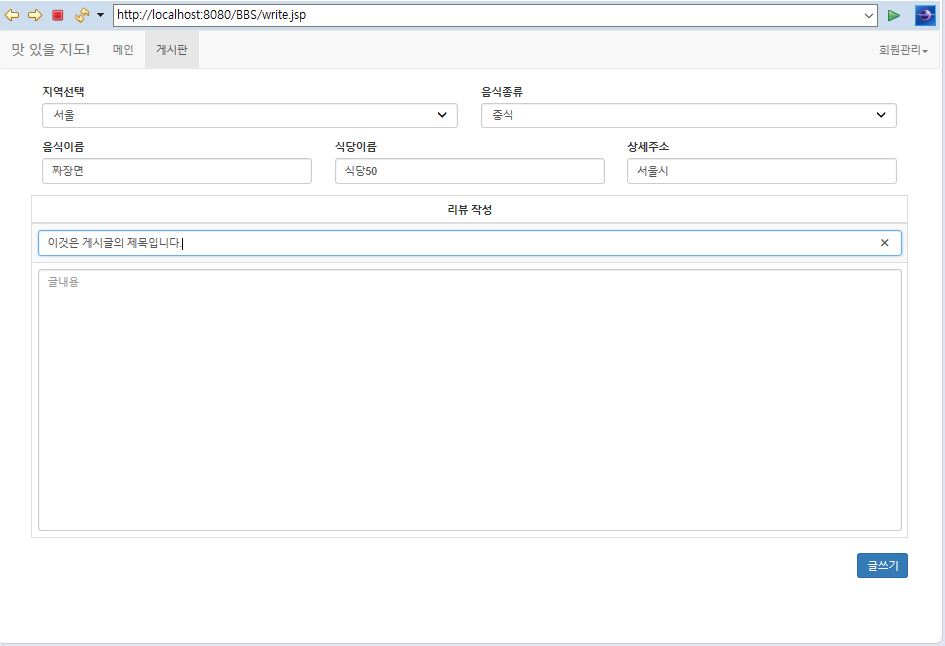 http://localhost:8080/BBS/write.jsp
맛 있을 지도! 메인 게시판 회원관리
지역선택 음식종류
서울 중식
음식이름 식당이름 상세주소
짜장면 식당50 서울시
리뷰 작성
이것은 게시글의 제목입니다.
글내용
글쓰기